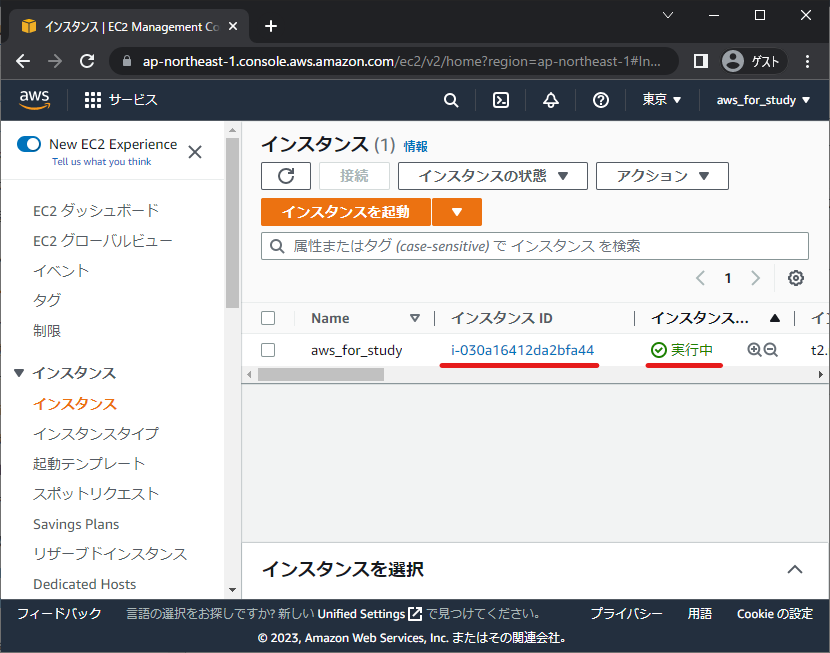 インスタンス | EC2 Management Co
ap-northeast-1.console.aws.amazon.com/ec2/v2/home?region=ap-northeast-1#In...
ゲスト
aws
サービス
東京
aws_for_study
New EC2 Experience
Tell us what you think
EC2 ダッシュボード
EC2 グローバルビュー
イベント
タグ
制限
インスタンス
インスタンス
インスタンスタイプ
起動テンプレート
スポットリクエスト
Savings Plans
リザーブドインスタンス
Dedicated Hosts
インスタンス (1) 情報
接続
インスタンスの状態
アクション
インスタンスを起動
属性またはタグ (case-sensitive) で インスタンス を検索
1
Name
インスタンス ID
インスタンス...
イン
aws_for_study
i-030a16412da2bfa44
実行中
t2.
インスタンスを選択
フィードバック
言語の選択をお探しですか? 新しい Unified Settings で見つけてください。
プライバシー
用語
Cookie の設定
© 2023, Amazon Web Services, Inc. またはその関連会社。